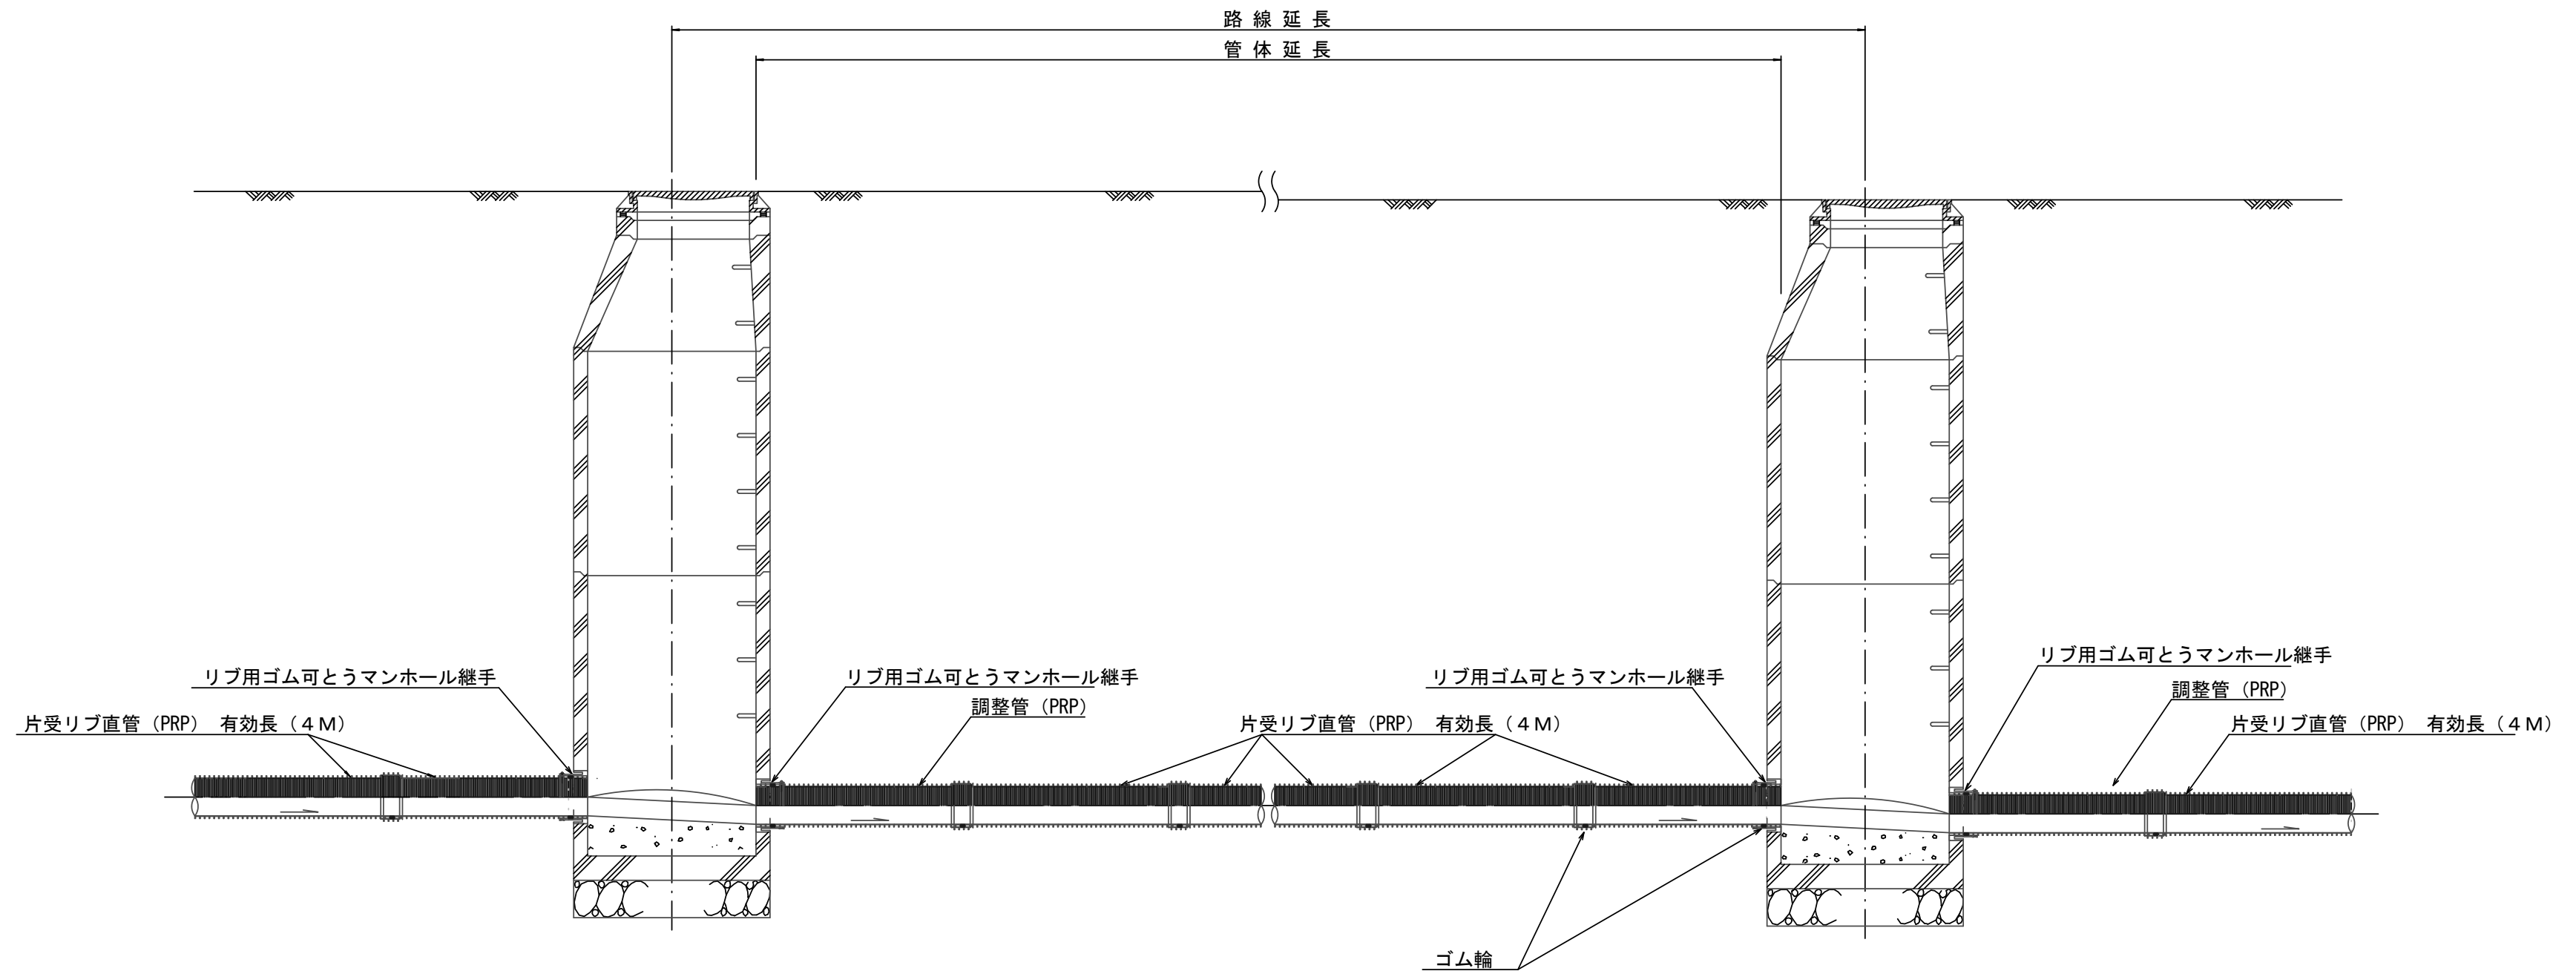 路 線 延 長
管 体 延 長
リブ用ゴム可とうマンホール継手
リブ用ゴム可とうマンホール継手
リブ用ゴム可とうマンホール継手
リブ用ゴム可とうマンホール継手
調整管（PRP）
調整管（PRP）
片受リブ直管（PRP） 有効長（４Ｍ）
片受リブ直管（PRP） 有効長（４Ｍ）
片受リブ直管（PRP） 有効長（４Ｍ）
ゴム輪